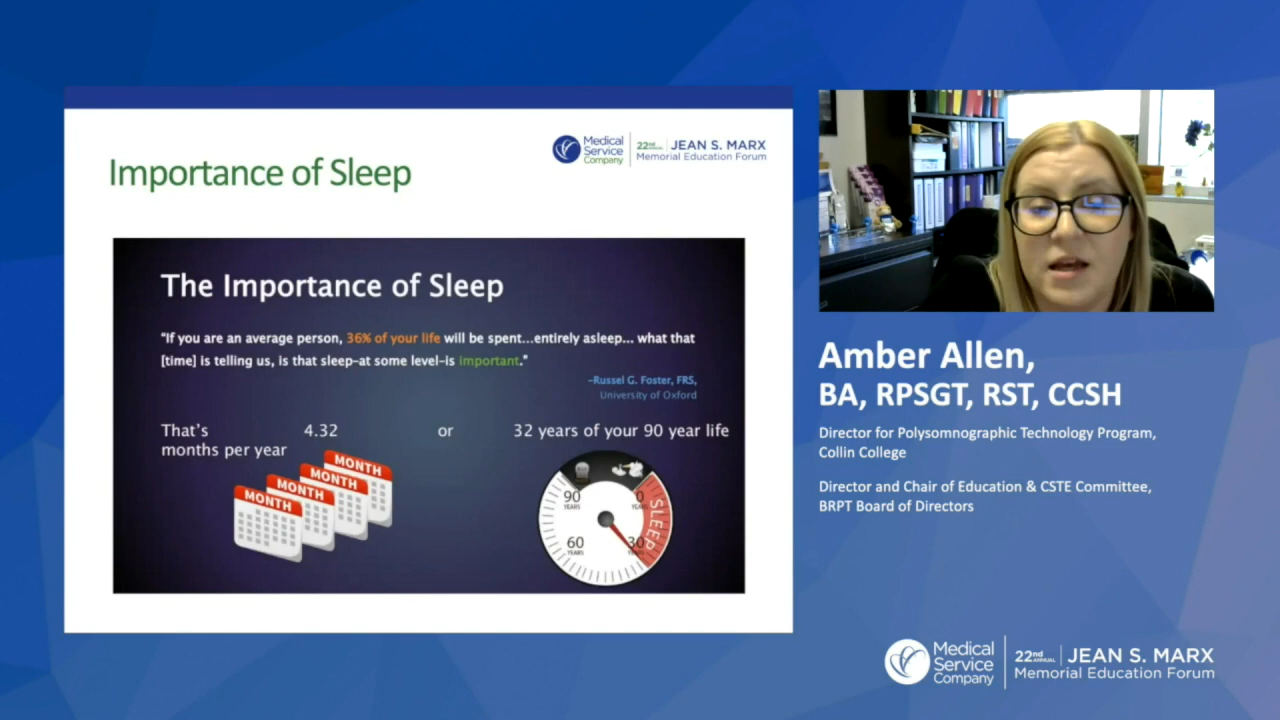 Importance of Sleep
Medical
Service
Company
22nd ANNUAL
JEAN S. MARX
Memorial Education Forum
The Importance of Sleep
"If you are an average person, 36% of your life will be spent...entirely asleep... what that
[time] is telling us, is that sleep-at some level-is important."
-Russel G. Foster, FRS,
University of Oxford
That's 4.32 or 32 years of your 90 year life
months per year
MONTH
MONTH
MONTH
MONTH
90
YEARS
0
YEARS
60
YEARS
30
YEARS
SLEEP
Amber Allen,
BA, RPSGT, RST, CCSH
Director for Polysomnographic Technology Program,
Collin College
Director and Chair of Education & CSTE Committee,
BRPT Board of Directors
Medical
Service
Company
22nd ANNUAL
JEAN S. MARX
Memorial Education Forum